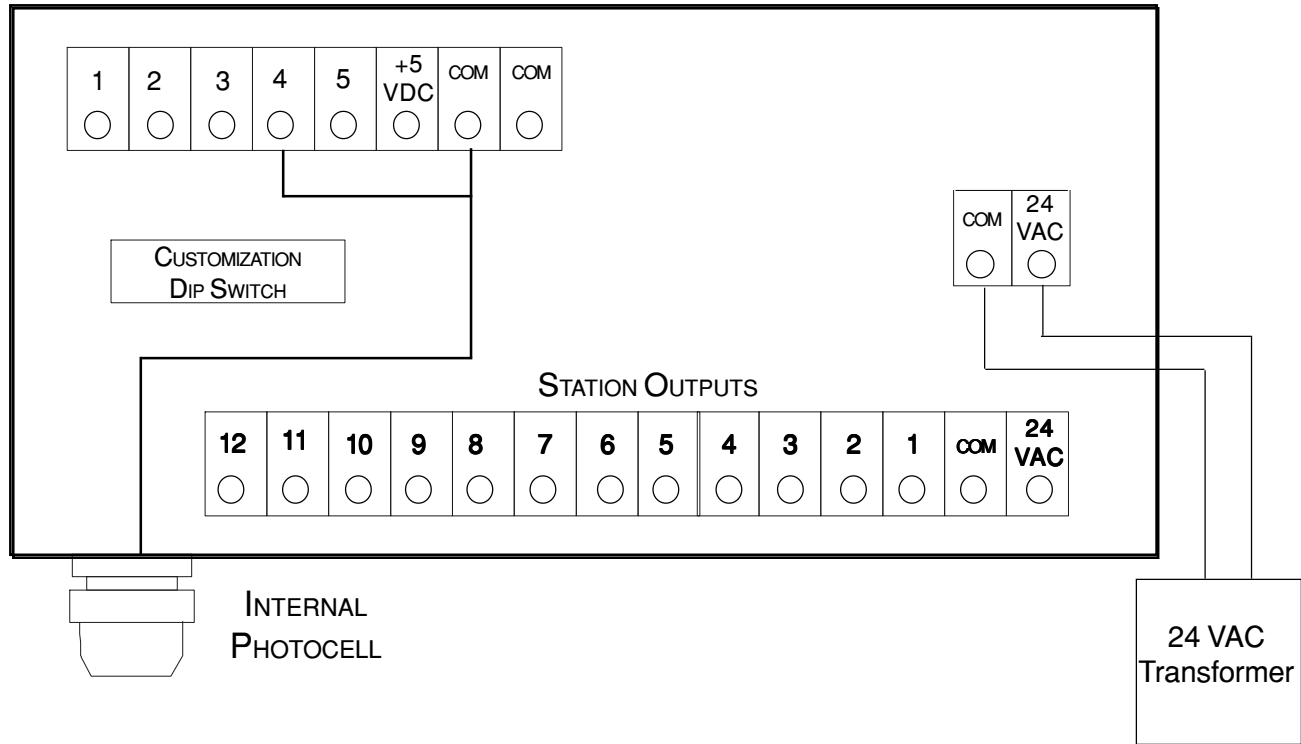 1 2 3 4 5 +5 VDC COM COM
COM 24 VAC
CUSTOMIZATION
DIP SWITCH
STATION OUTPUTS
12 11 10 9 8 7 6 5 4 3 2 1 COM 24 VAC
INTERNAL
PHOTOCELL
24 VAC
Transformer